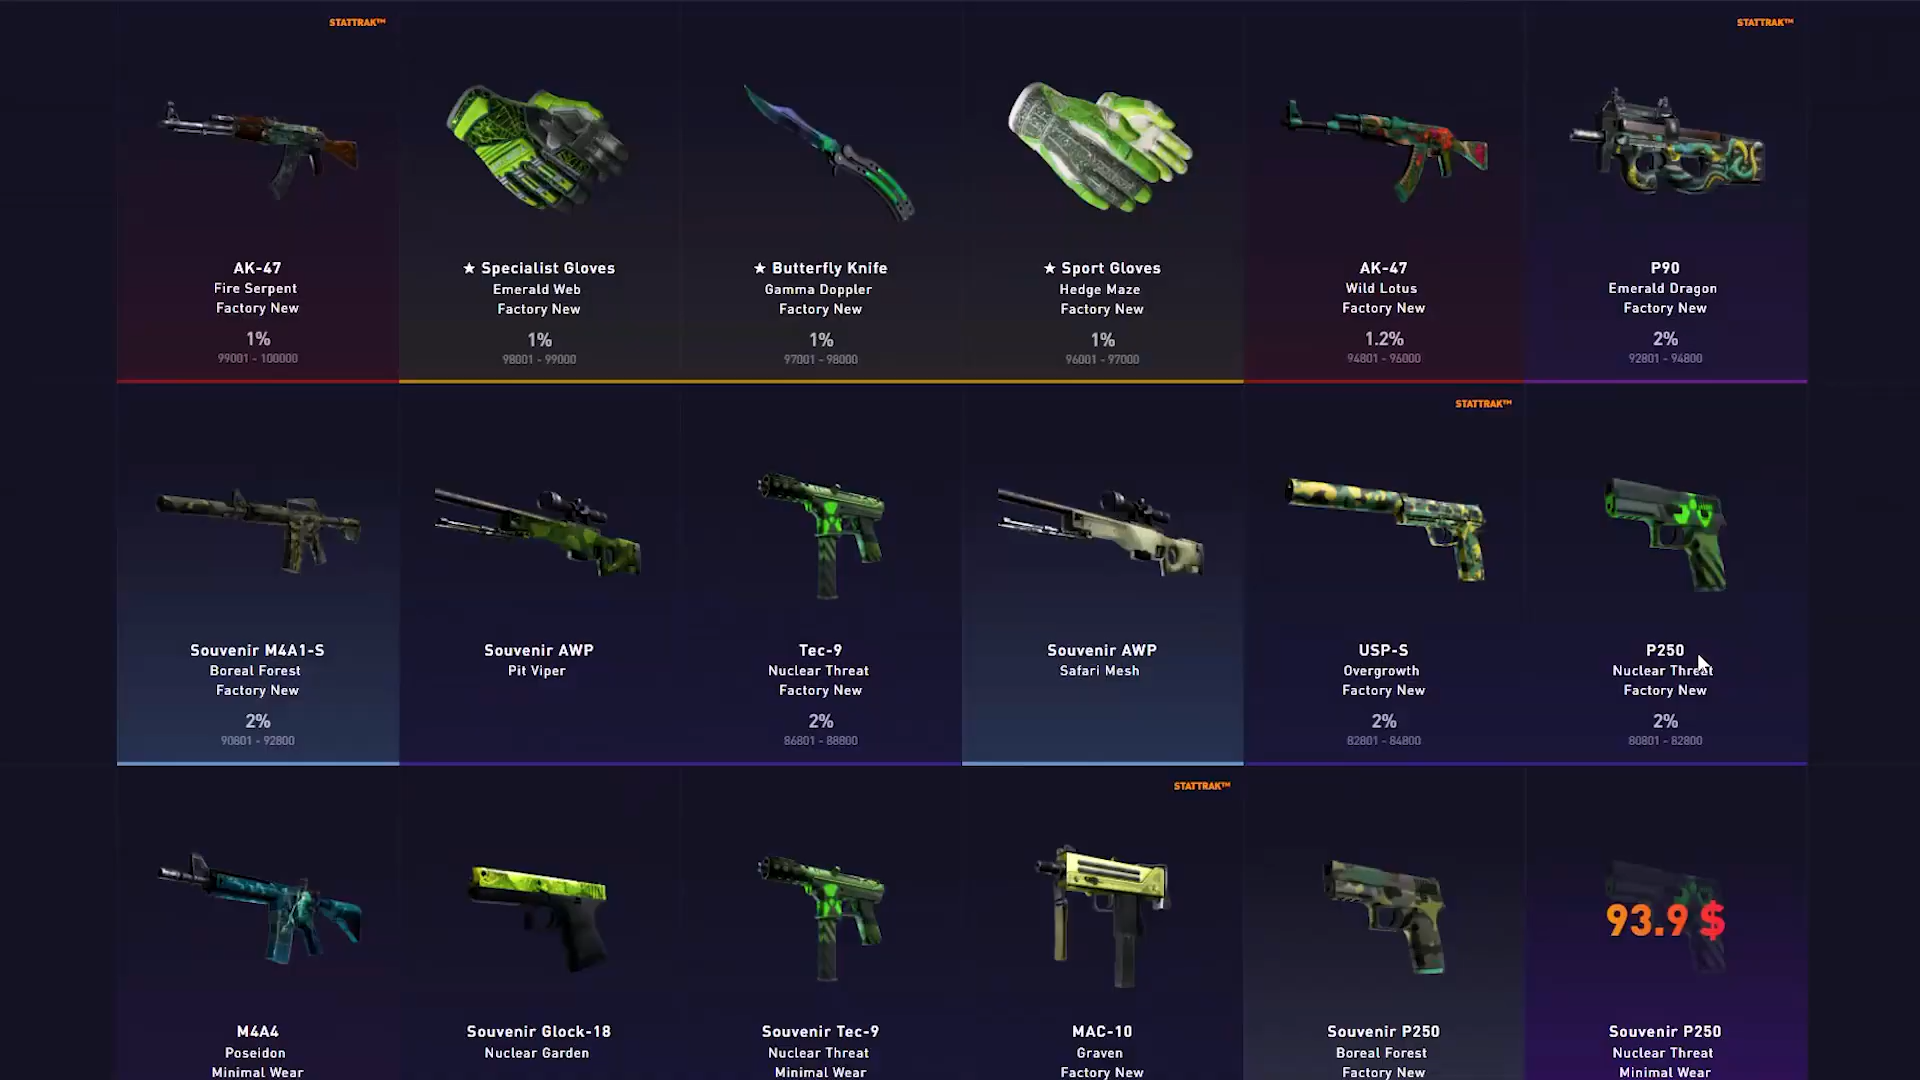 STATTRAK™
AK-47
Fire Serpent
Factory New
1%
99001 - 100000
★ Specialist Gloves
Emerald Web
Factory New
1%
98001 - 99000
★ Butterfly Knife
Gamma Doppler
Factory New
1%
97001 - 98000
★ Sport Gloves
Hedge Maze
Factory New
1%
96001 - 97000
AK-47
Wild Lotus
Factory New
1.2%
94801 - 96000
STATTRAK™
P90
Emerald Dragon
Factory New
2%
92801 - 94800
Souvenir M4A1-S
Boreal Forest
Factory New
2%
90801 - 92800
Souvenir AWP
Pit Viper
Tec-9
Nuclear Threat
Factory New
2%
86801 - 88800
Souvenir AWP
Safari Mesh
STATTRAK™
USP-S
Overgrowth
Factory New
2%
82801 - 84800
P250
Nuclear Threat
Factory New
2%
80801 - 82800
M4A4
Poseidon
Minimal Wear
Souvenir Glock-18
Nuclear Garden
Souvenir Tec-9
Nuclear Threat
Minimal Wear
STATTRAK™
MAC-10
Graven
Factory New
Souvenir P250
Boreal Forest
Factory New
93.9 $
Souvenir P250
Nuclear Threat
Minimal Wear